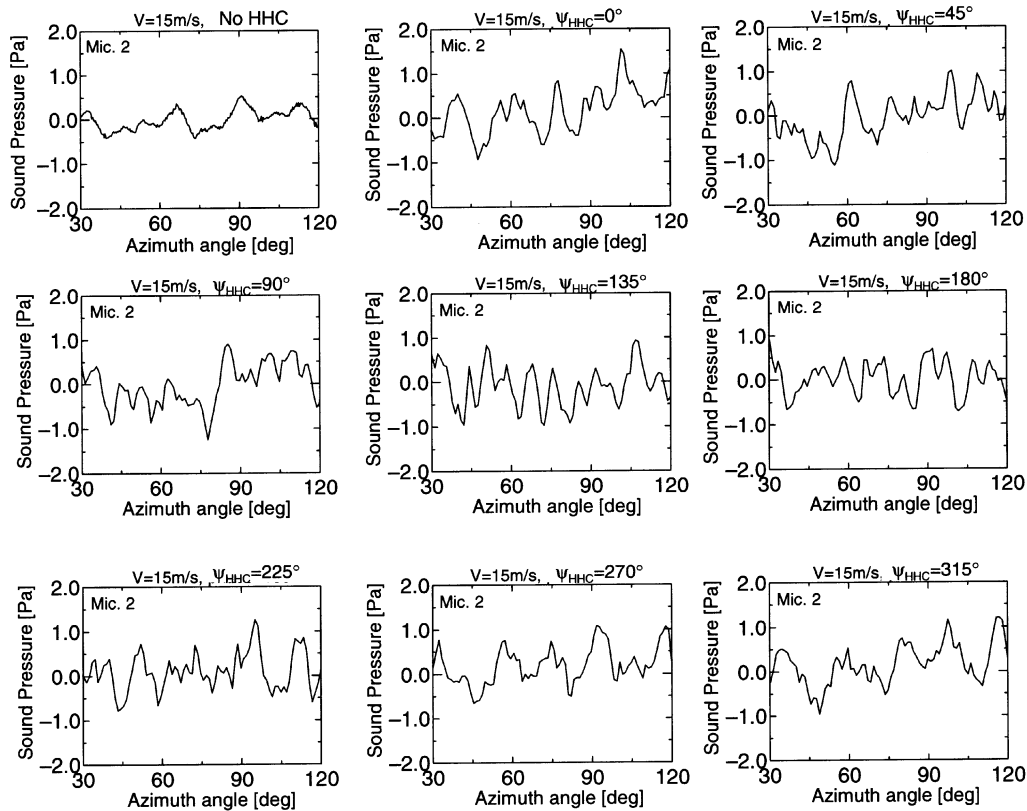 V=15m/s, No HHC
Mic. 2
Sound Pressure [Pa]
2.0
1.0
0.0
−1.0
−2.0
30 60 90 120
Azimuth angle [deg]
V=15m/s, ψHHC=0°
Mic. 2
Sound Pressure [Pa]
2.0
1.0
0.0
−1.0
−2.0
30 60 90 120
Azimuth angle [deg]
V=15m/s, ψHHC=45°
Mic. 2
Sound Pressure [Pa]
2.0
1.0
0.0
−1.0
−2.0
30 60 90 120
Azimuth angle [deg]
V=15m/s, ψHHC=90°
Mic. 2
Sound Pressure [Pa]
2.0
1.0
0.0
−1.0
−2.0
30 60 90 120
Azimuth angle [deg]
V=15m/s, ψHHC=135°
Mic. 2
Sound Pressure [Pa]
2.0
1.0
0.0
−1.0
−2.0
30 60 90 120
Azimuth angle [deg]
V=15m/s, ψHHC=180°
Mic. 2
Sound Pressure [Pa]
2.0
1.0
0.0
−1.0
−2.0
30 60 90 120
Azimuth angle [deg]
V=15m/s, ψHHC=225°
Mic. 2
Sound Pressure [Pa]
2.0
1.0
0.0
−1.0
−2.0
30 60 90 120
Azimuth angle [deg]
V=15m/s, ψHHC=270°
Mic. 2
Sound Pressure [Pa]
2.0
1.0
0.0
−1.0
−2.0
30 60 90 120
Azimuth angle [deg]
V=15m/s. ψHHC=315°
Mic. 2
Sound Pressure [Pa]
2.0
1.0
0.0
−1.0
−2.0
30 60 90 120
Azimuth angle [deg]